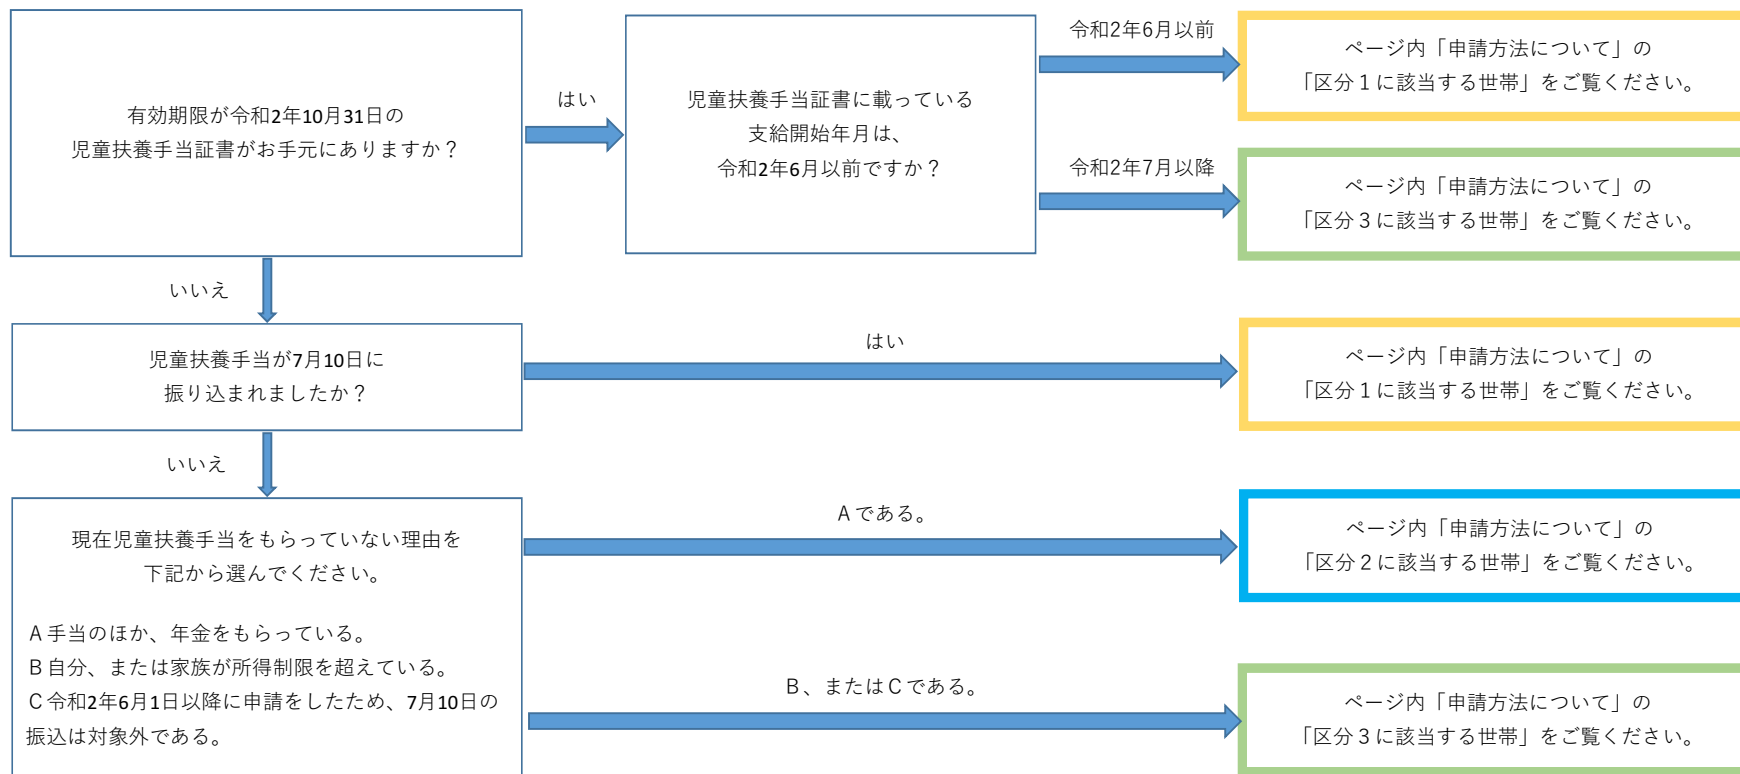 有効期限が令和2年10月31日の
児童扶養手当証書がお手元にありますか？
はい
児童扶養手当証書に載っている
支給開始年月は、
令和2年6月以前ですか？
令和2年6月以前
ページ内「申請方法について」の
「区分１に該当する世帯」をご覧ください。
令和2年7月以降
ページ内「申請方法について」の
「区分３に該当する世帯」をご覧ください。
いいえ
児童扶養手当が7月10日に
振り込まれましたか？
はい
ページ内「申請方法について」の
「区分１に該当する世帯」をご覧ください。
いいえ
現在児童扶養手当をもらっていない理由を
下記から選んでください。
Ａ手当のほか、年金をもらっている。
Ｂ自分、または家族が所得制限を超えている。
Ｃ令和2年6月1日以降に申請をしたため、7月10日の
振込は対象外である。
Ａである。
ページ内「申請方法について」の
「区分２に該当する世帯」をご覧ください。
Ｂ、またはＣである。
ページ内「申請方法について」の
「区分３に該当する世帯」をご覧ください。